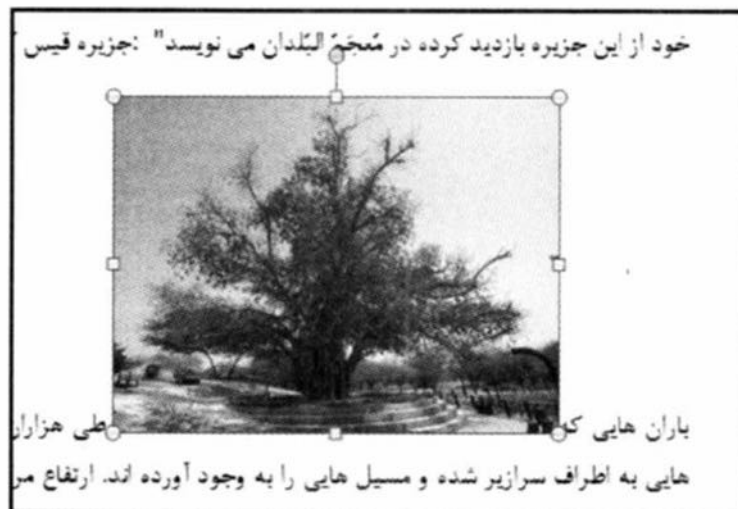 خود از این جزیره بازدید کرده در مّعجَمّ البّلدان می نویسد" :جزیره قیس
باران هایی که طی هزاران
هایی به اطراف سرازیر شده و مسیل هایی را به وجود آورده اند. ارتفاع مر